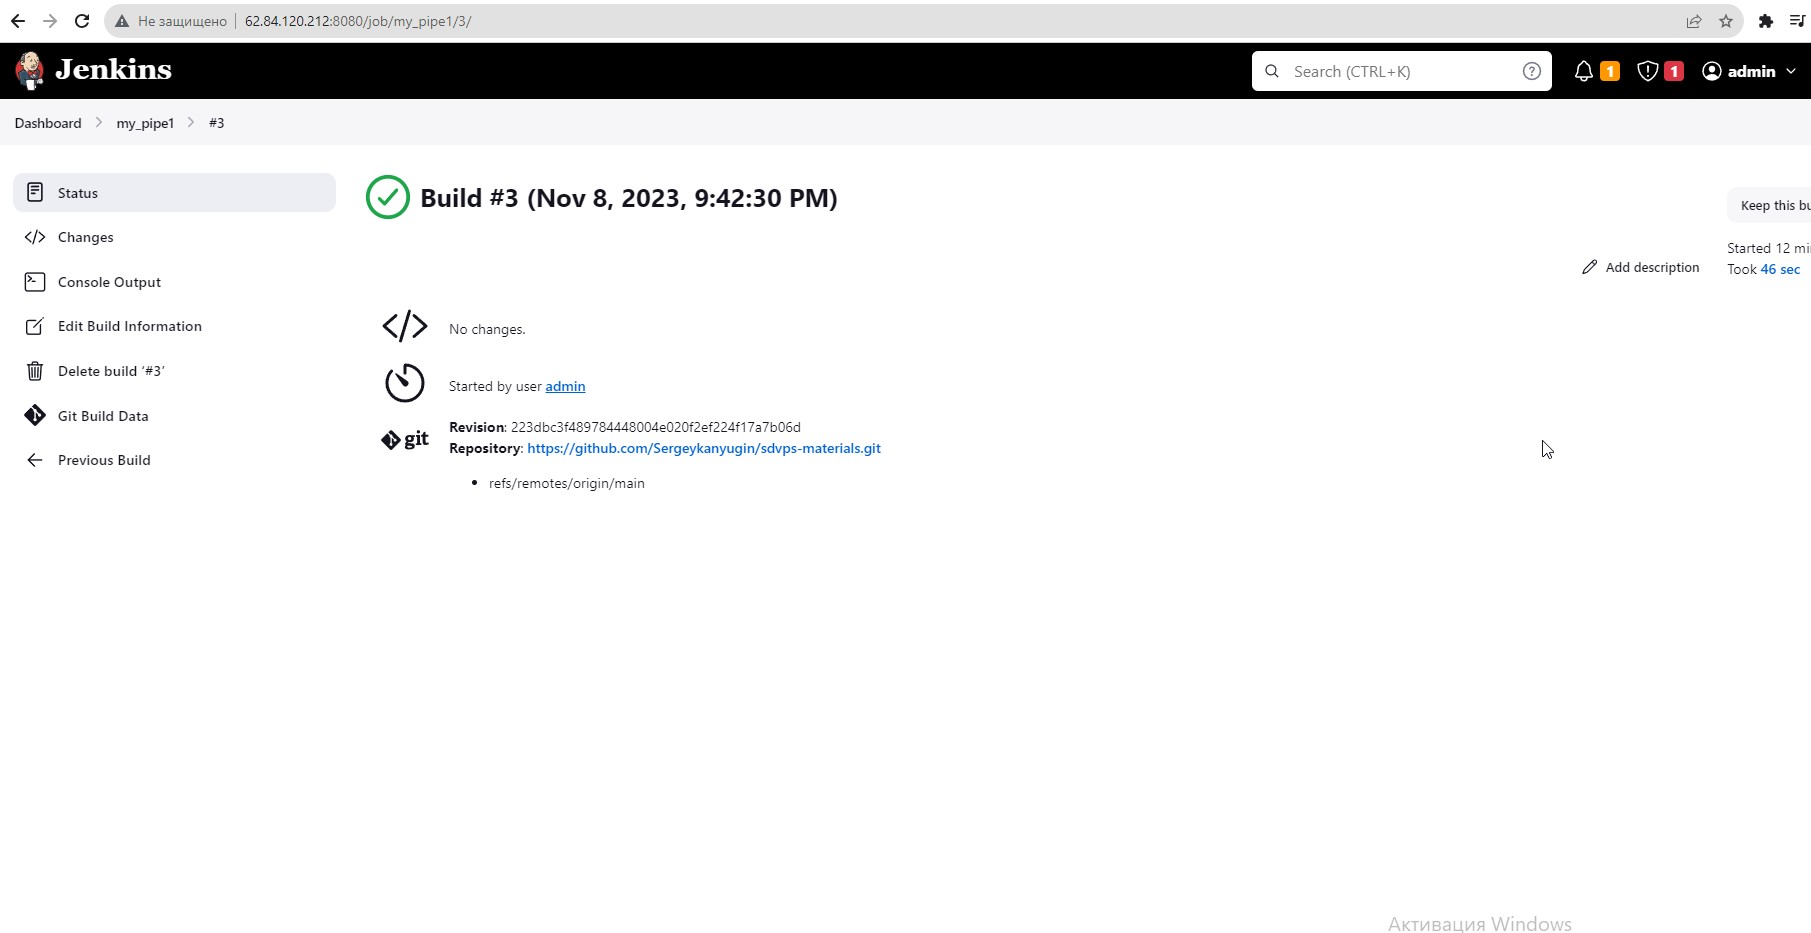 Не защищено 62.84.120.212:8080/job/my_pipe1/3/
Jenkins
Search (CTRL+K)
1
1
admin
Dashboard my_pipe1 #3
Status
Changes
Console Output
Edit Build Information
Delete build ‘#3’
Git Build Data
Previous Build
Build #3 (Nov 8, 2023, 9:42:30 PM)
Keep this bu
Started 12 mi
Took 46 sec
Add description
No changes.
Started by user admin
git
Revision: 223dbc3f489784448004e020f2ef224f17a7b06d
Repository: https://github.com/Sergeykanyugin/sdvps-materials.git
• refs/remotes/origin/main
Активация Windows